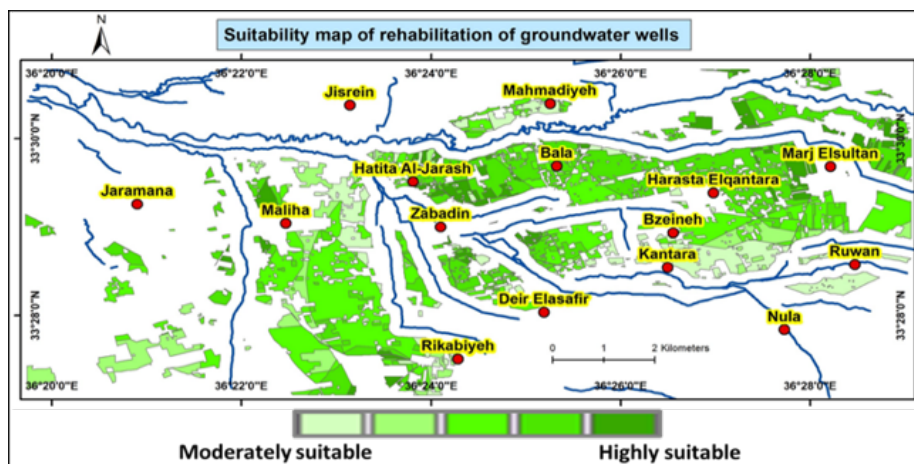 N
Suitability map of rehabilitation of groundwater wells
36°20'0"E
36°22'0"E
36°24'0"E
36°26'0"E
36°28'0"E
Jisrein
Mahmadiyeh
33°30'0"N
33°30'0"N
Bala
Marj Elsultan
Hatita Al-Jarash
Jaramana
Harasta Elqantara
Maliha
Zabadin
Bzeineh
Kantara
Ruwan
Deir Elasafir
33°28'0"N
33°28'0"N
Nula
Rikabiyeh
0 1 2 Kilometers
36°20'0"E
36°22'0"E
36°24'0"E
36°26'0"E
36°28'0"E
Moderately suitable
Highly suitable